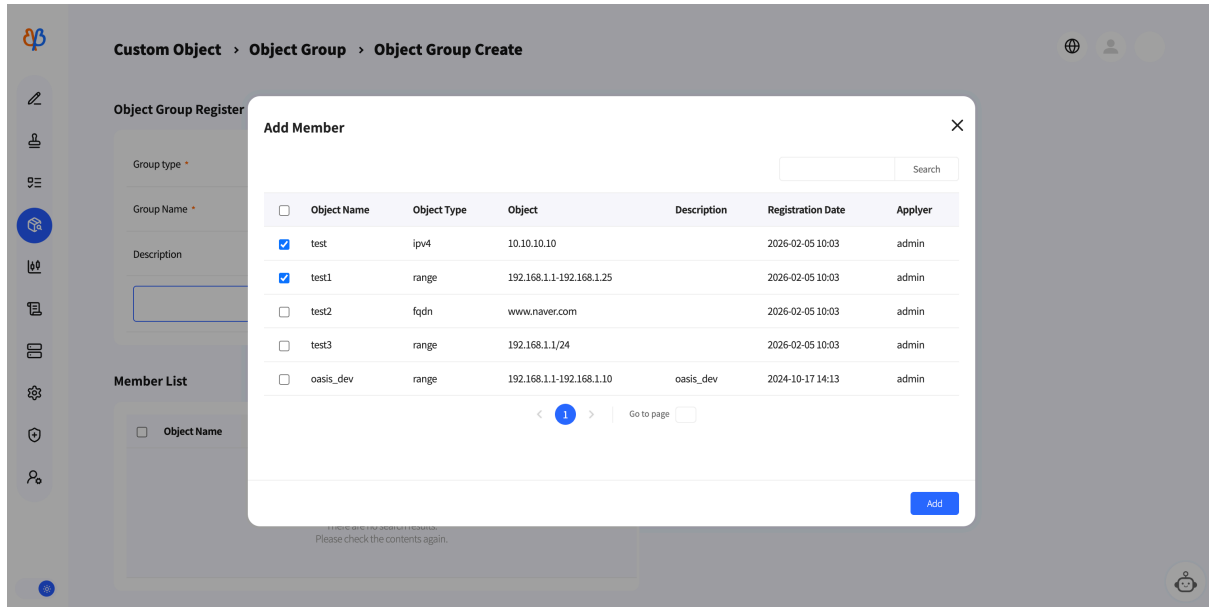 Custom Object > Object Group > Object Group Create
Object Group Register
Add Member
Search
Group type *
Group Name *
Description
Object Name Object Type Object Description Registration Date Applyer
test ipv4 10.10.10.10 2026-02-05 10:03 admin
test1 range 192.168.1.1-192.168.1.25 2026-02-05 10:03 admin
test2 fqdn www.naver.com 2026-02-05 10:03 admin
test3 range 192.168.1.1/24 2026-02-05 10:03 admin
oasis_dev range 192.168.1.1-192.168.1.10 oasis_dev 2024-10-17 14:13 admin
< 1 > Go to page
Member List
Object Name
Add
There are no search results.
Please check the contents again.